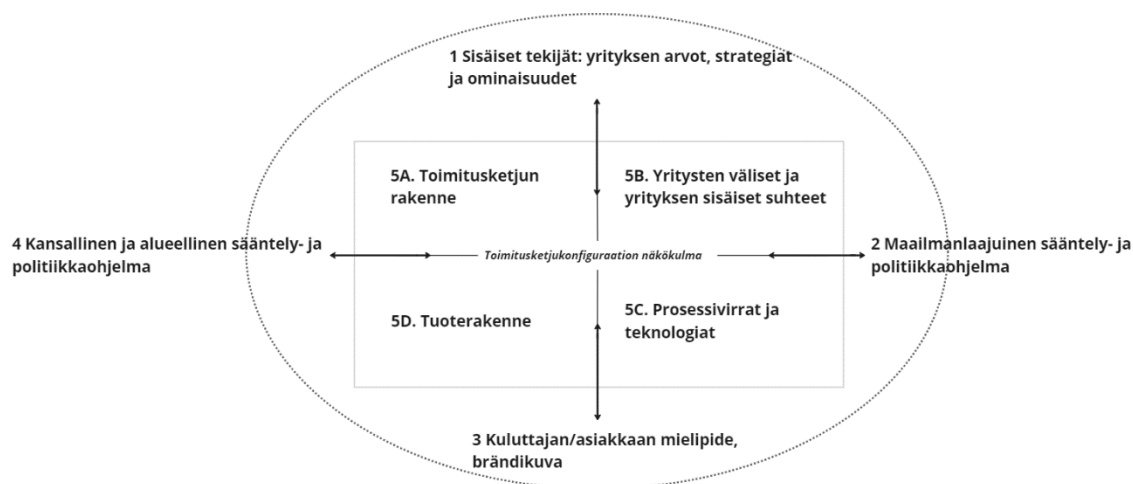 1 Sisäiset tekijät: yrityksen arvot, strategiat
ja ominaisuudet
5A. Toimitusketjun
rakenne
5B. Yritysten väliset ja
yrityksen sisäiset suhteet
4 Kansallinen ja alueellinen sääntely- ja
politiikkaohjelma
Toimitusketjukonfiguraation näkökulma
2 Maailmanlaajuinen sääntely- ja
politiikkaohjelma
5D. Tuoterakenne
5C. Prosessivirrat ja
teknologiat
3 Kuluttajan/asiakkaan mielipide,
brändikuva